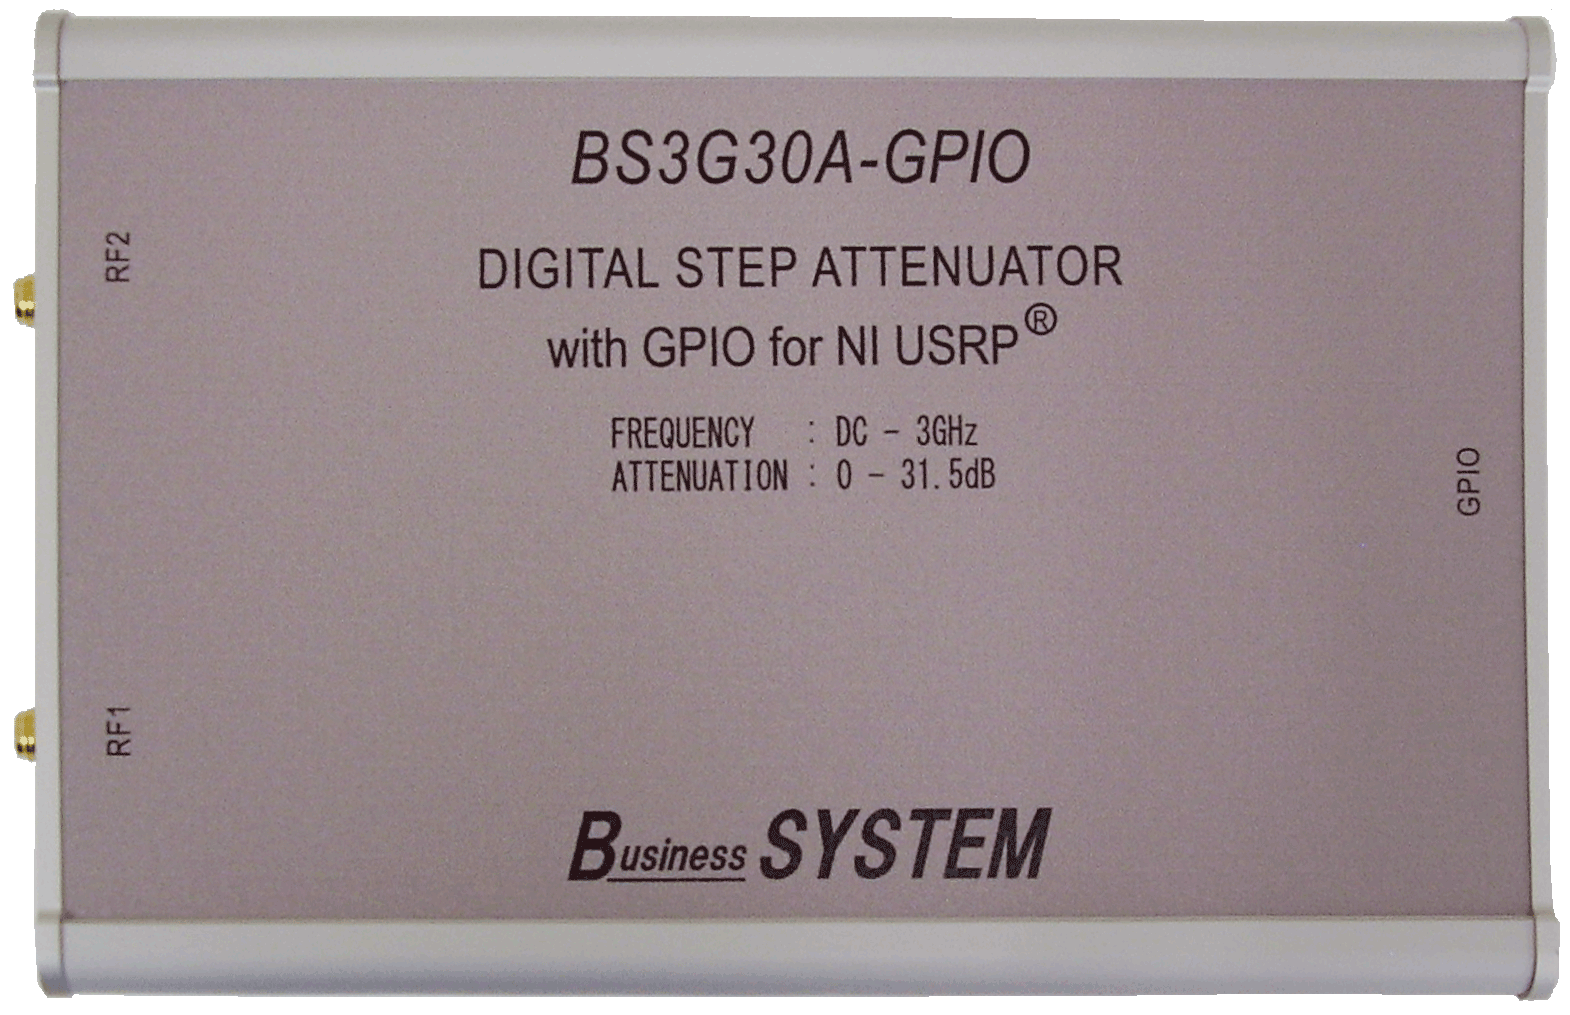 BS3G30A-GPIO
DIGITAL STEP ATTENUATOR
with GPIO for NI USRP®
FREQUENCY : DC - 3GHz
ATTENUATION : 0 - 31.5dB
RF2
GPIO
RF1
Business SYSTEM